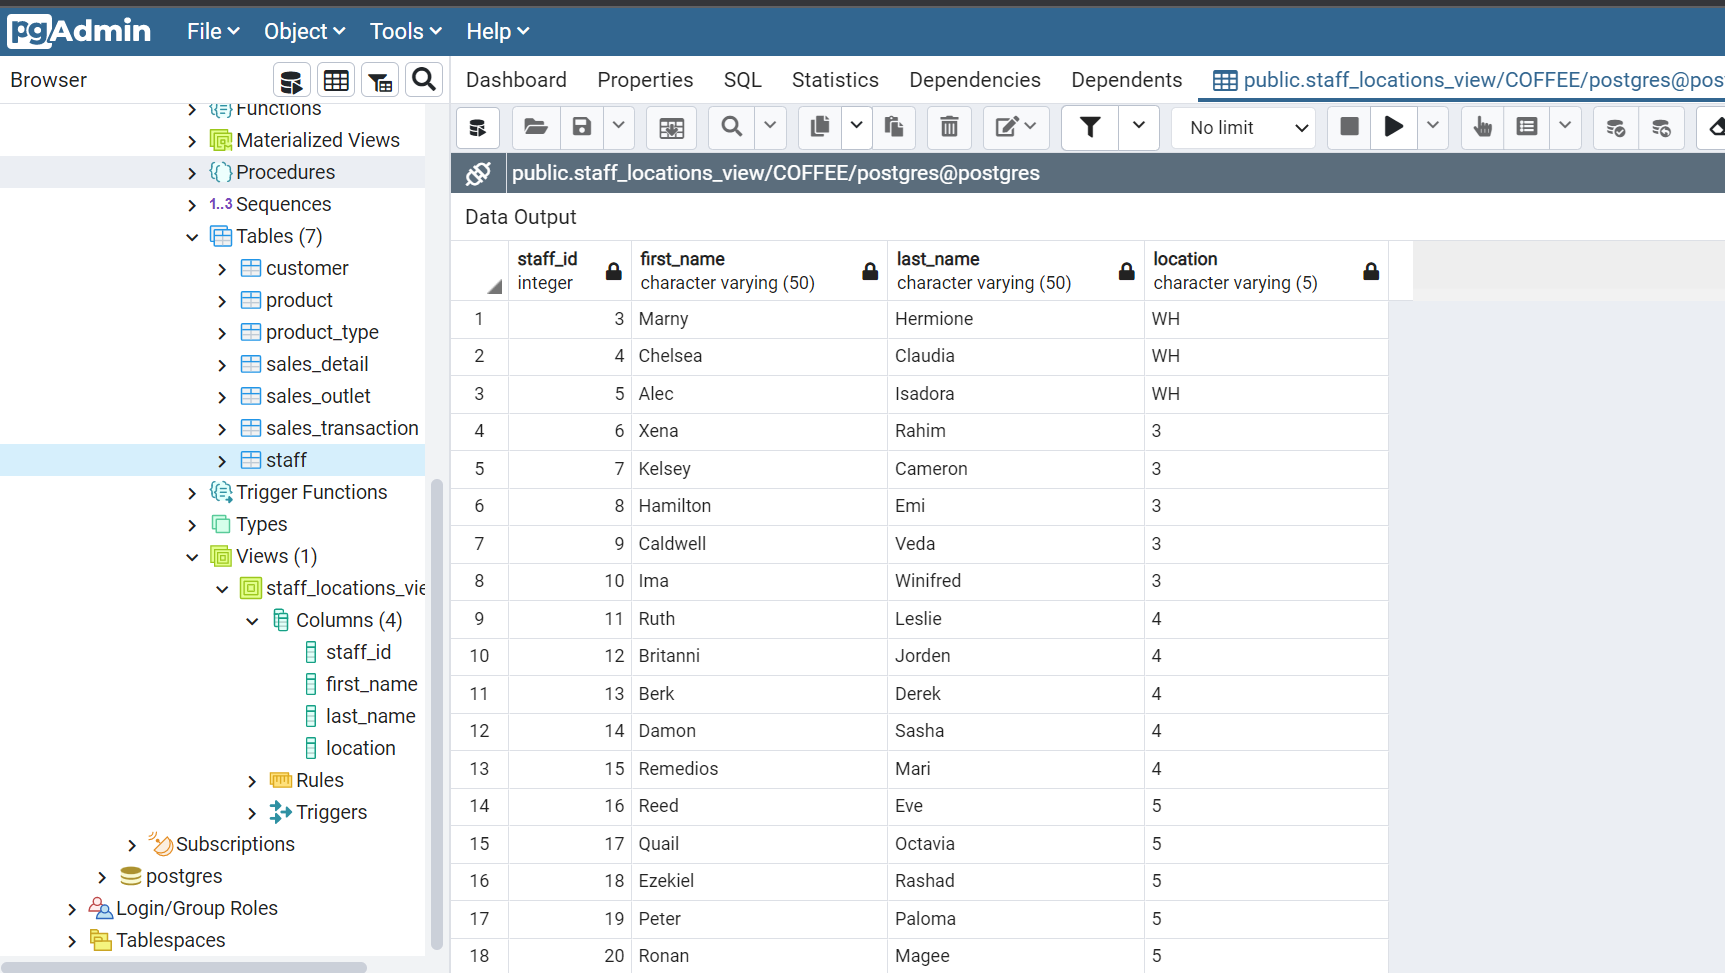 pgAdmin File Object Tools Help
Browser
Dashboard Properties SQL Statistics Dependencies Dependents public.staff_locations_view/COFFEE/postgres@pos
No limit
public.staff_locations_view/COFFEE/postgres@postgres
Data Output
Functions
Materialized Views
Procedures
1..3 Sequences
Tables (7)
customer
product
product_type
sales_detail
sales_outlet
sales_transaction
staff
Trigger Functions
Types
Views (1)
staff_locations_vie
Columns (4)
staff_id
first_name
last_name
location
Rules
Triggers
Subscriptions
postgres
Login/Group Roles
Tablespaces
staff_id first_name last_name location
integer character varying (50) character varying (50) character varying (5)
1 3 Marny Hermione WH
2 4 Chelsea Claudia WH
3 5 Alec Isadora WH
4 6 Xena Rahim 3
5 7 Kelsey Cameron 3
6 8 Hamilton Emi 3
7 9 Caldwell Veda 3
8 10 Ima Winifred 3
9 11 Ruth Leslie 4
10 12 Britanni Jorden 4
11 13 Berk Derek 4
12 14 Damon Sasha 4
13 15 Remedios Mari 4
14 16 Reed Eve 5
15 17 Quail Octavia 5
16 18 Ezekiel Rashad 5
17 19 Peter Paloma 5
18 20 Ronan Magee 5